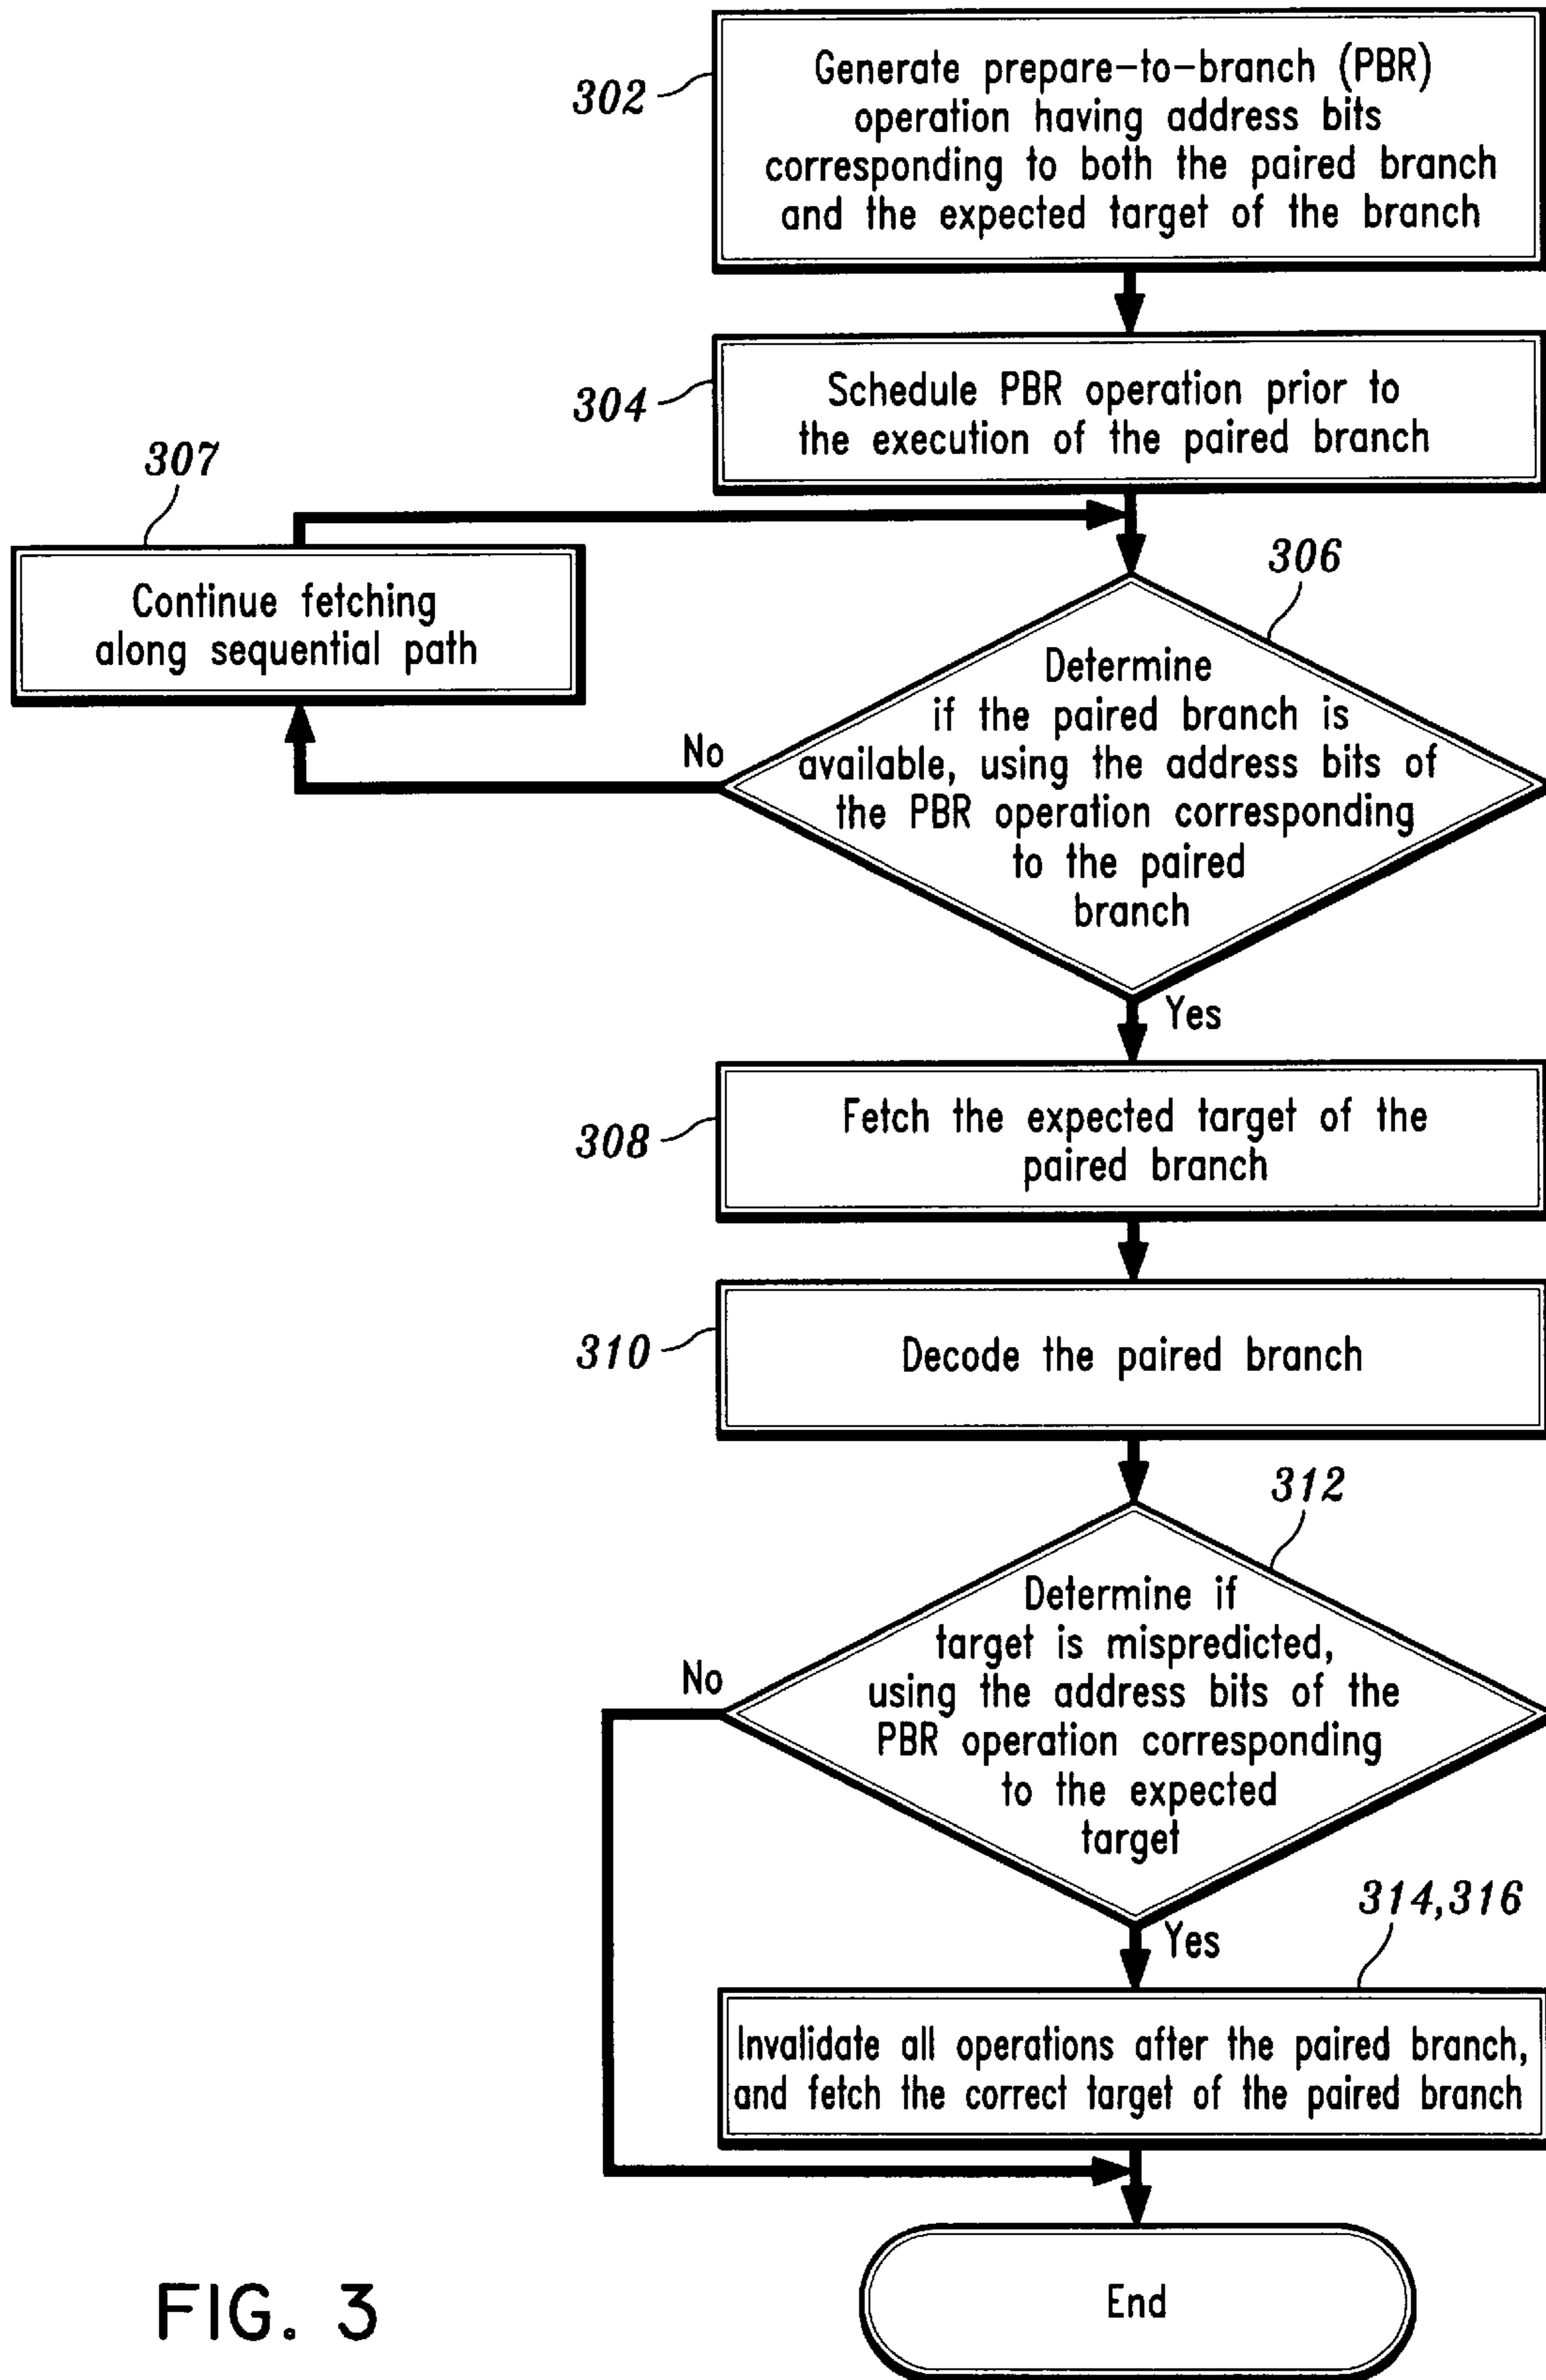 302
Generate prepare-to-branch (PBR)
operation having address bits
corresponding to both the paired branch
and the expected target of the branch
304
Schedule PBR operation prior to
the execution of the paired branch
307
Continue fetching
along sequential path
306
Determine
if the paired branch is
available, using the address bits of
the PBR operation corresponding
to the paired
branch
No
Yes
308
Fetch the expected target of the
paired branch
310
Decode the paired branch
312
Determine if
target is mispredicted,
using the address bits of the
PBR operation corresponding
to the expected
target
No
Yes
314,316
Invalidate all operations after the paired branch,
and fetch the correct target of the paired branch
End
FIG. 3